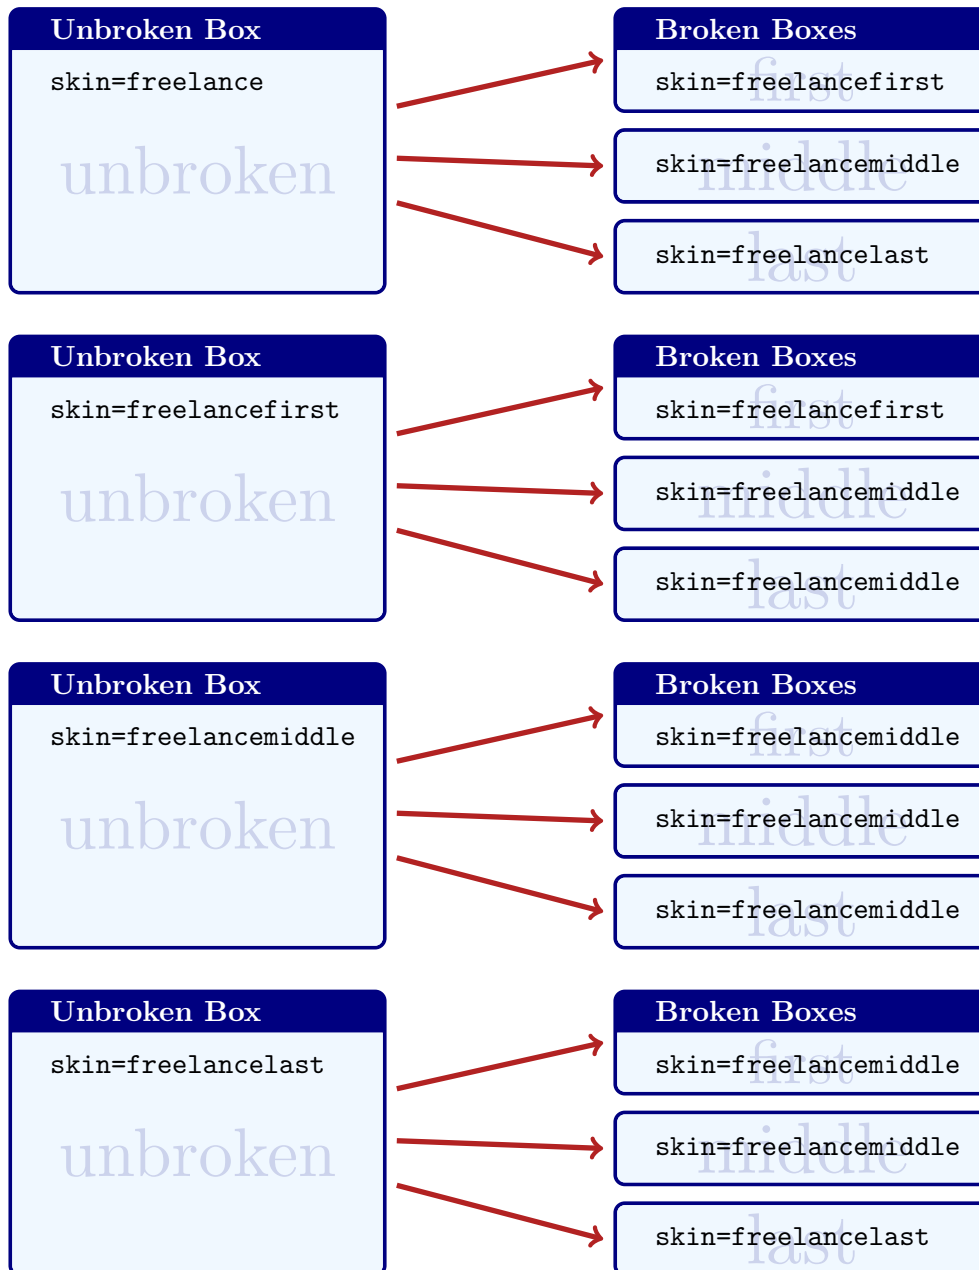 Unbroken Box
skin=freelance
unbroken
Broken Boxes
first
skin=freelancefirst
middle
skin=freelancemiddle
last
skin=freelancelast
Unbroken Box
skin=freelancefirst
unbroken
Broken Boxes
first
skin=freelancefirst
middle
skin=freelancemiddle
last
skin=freelancemiddle
Unbroken Box
skin=freelancemiddle
unbroken
Broken Boxes
first
skin=freelancemiddle
middle
skin=freelancemiddle
last
skin=freelancemiddle
Unbroken Box
skin=freelancelast
unbroken
Broken Boxes
first
skin=freelancemiddle
middle
skin=freelancemiddle
last
skin=freelancelast